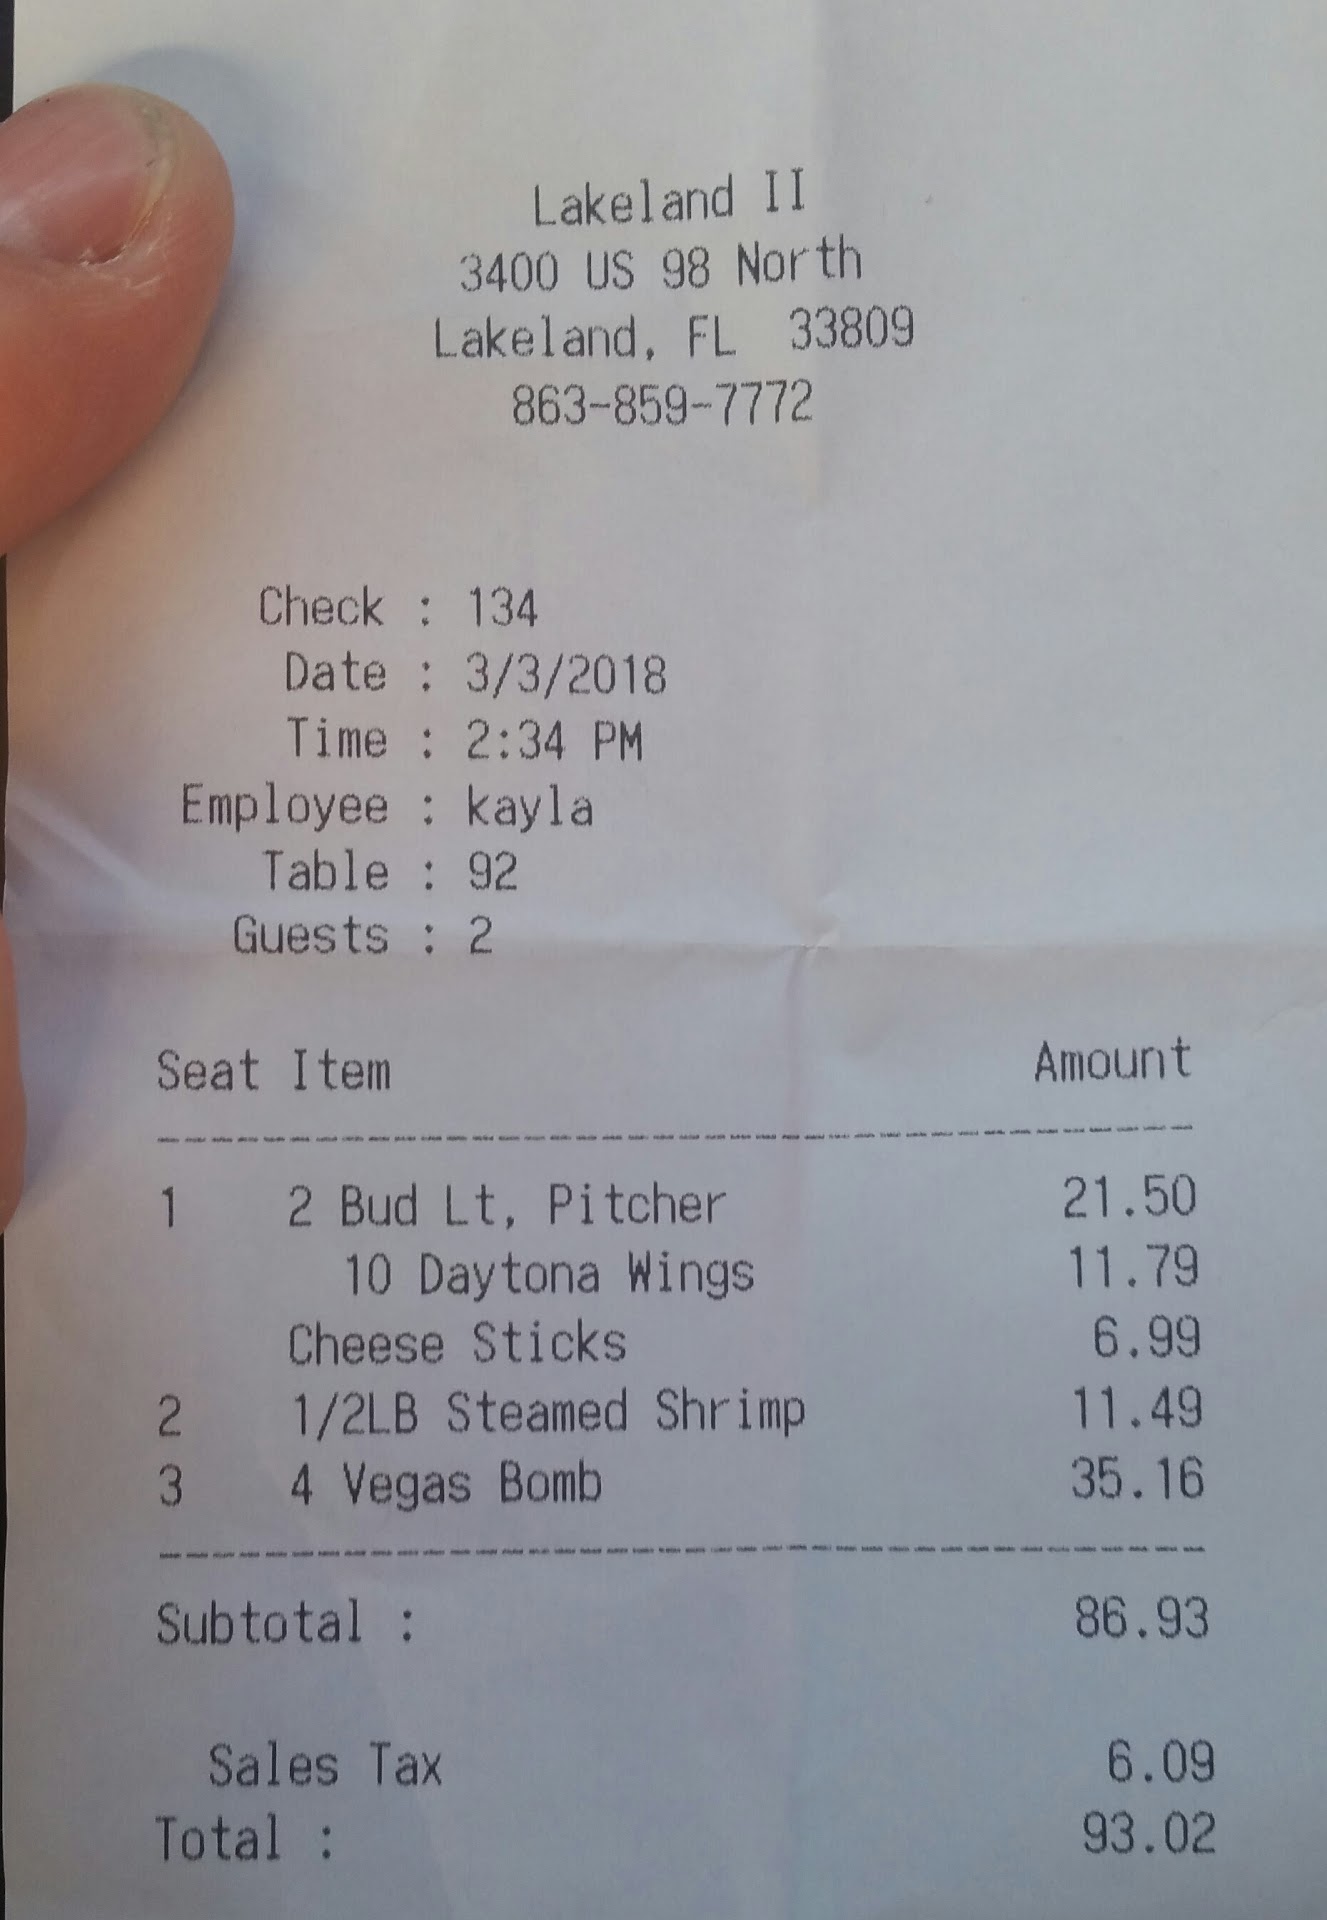 Lakeland II
3400 US 98 North
Lakeland, FL 33809
863-859-7772
Check : 134
Date : 3/3/2018
Time : 2:34 PM
Employee : kayla
Table : 92
Guests : 2
Seat Item Amount
1 2 Bud Lt, Pitcher 21.50
10 Daytona Wings 11.79
Cheese Sticks 6.99
2 1/2LB Steamed Shrimp 11.49
3 4 Vegas Bomb 35.16
Subtotal : 86.93
Sales Tax 6.09
Total : 93.02